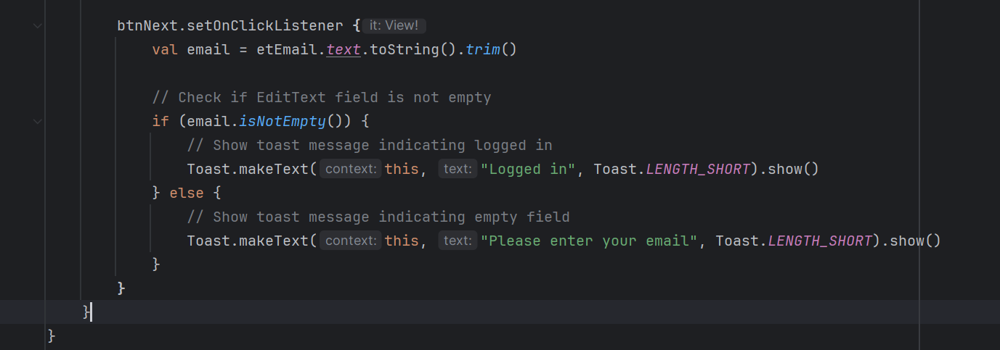 btnNext.setOnClickListener { it: View!
val email = etEmail.text.toString().trim()
// Check if EditText field is not empty
if (email.isNotEmpty()) {
// Show toast message indicating logged in
Toast.makeText( context: this, text: "Logged in", Toast.LENGTH_SHORT).show()
} else {
// Show toast message indicating empty field
Toast.makeText( context: this, text: "Please enter your email", Toast.LENGTH_SHORT).show()
}
}
}
}